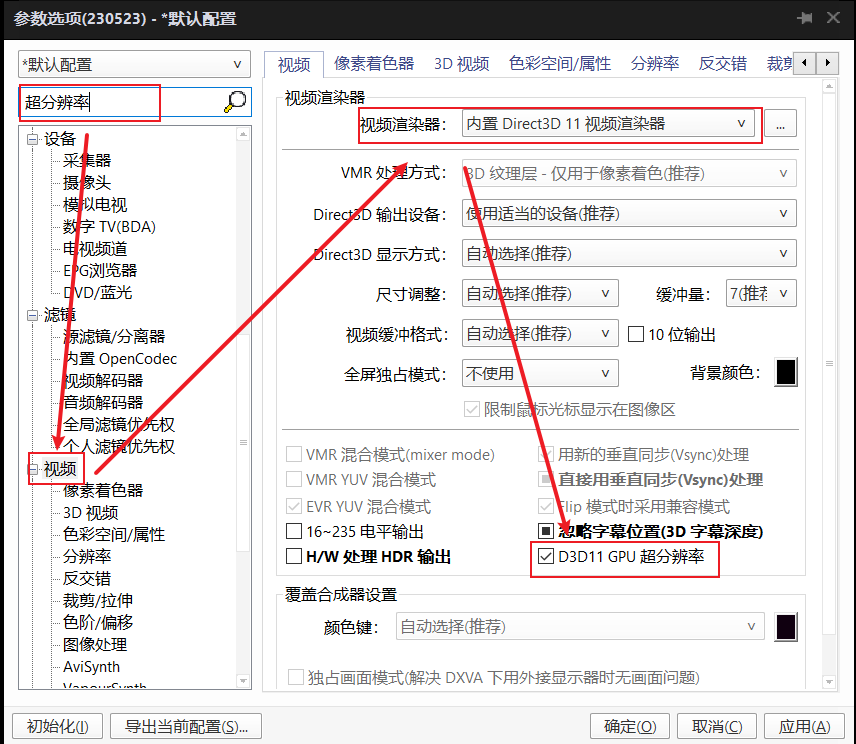 参数选项(230523) - *默认配置
*默认配置
超分辨率
设备
采集器
摄像头
模拟电视
数字 TV(BDA)
电视频道
EPG浏览器
DVD/蓝光
滤镜
源滤镜/分离器
内置 OpenCodec
视频解码器
音频解码器
全局滤镜优先权
个人滤镜优先权
视频
像素着色器
3D 视频
色彩空间/属性
分辨率
反交错
裁剪/拉伸
色阶/偏移
图像处理
AviSynth
VapourSynth
视频 像素着色器 3D 视频 色彩空间/属性 分辨率 反交错 裁剪
视频渲染器
视频渲染器: 内置 Direct3D 11 视频渲染器 ...
VMR 处理方式: 3D 纹理层 - 仅用于像素着色(推荐)
Direct3D 输出设备: 使用适当的设备(推荐)
Direct3D 显示方式: 自动选择(推荐)
尺寸调整: 自动选择(推荐) 缓冲量: 7(推荐
视频缓冲格式: 自动选择(推荐) 10 位输出
全屏独占模式: 不使用 背景颜色:
限制鼠标光标显示在图像区
VMR 混合模式(mixer mode) 用新的垂直同步(Vsync)处理
VMR YUV 混合模式 直接用垂直同步(Vsync)处理
EVR YUV 混合模式 Flip 模式时采用兼容模式
16~235 电平输出 忽略字幕位置(3D 字幕深度)
H/W 处理 HDR 输出 D3D11 GPU 超分辨率
覆盖合成器设置
颜色键: 自动选择(推荐)
独占画面模式(解决 DXVA 下用外接显示器时无画面问题)
初始化(I) 导出当前配置(S)... 确定(O) 取消(C) 应用(A)